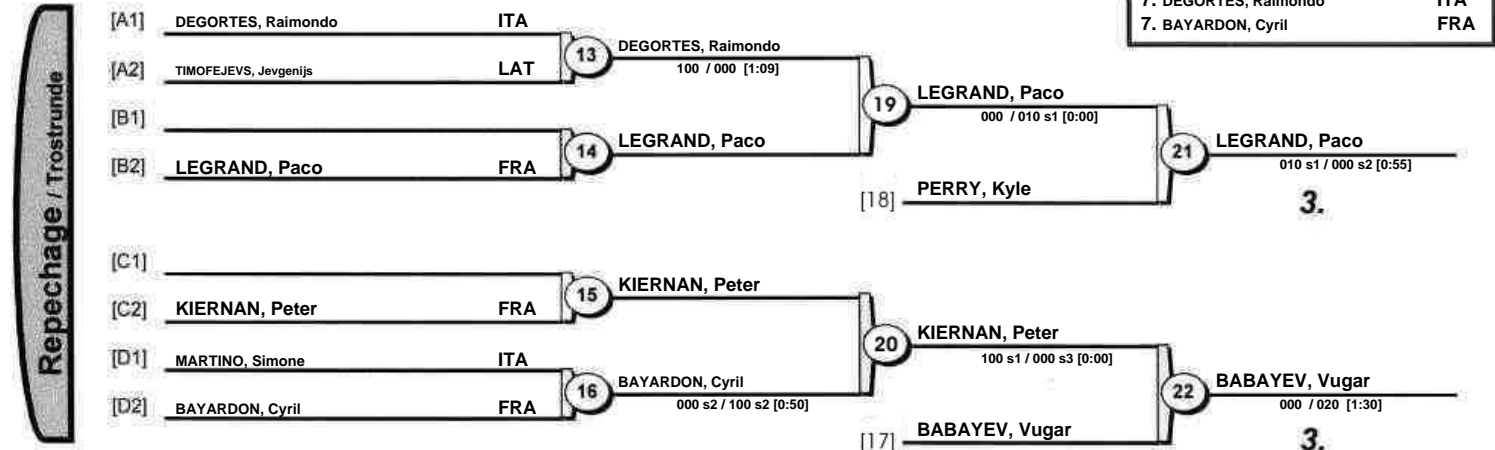 7. DEGORTES, Raimondo ITA
7. BAYARDON, Cyril FRA
Repechage / Trostrunde
[A1] DEGORTES, Raimondo ITA
[A2] TIMOFEJEVS, Jevgenijs LAT
13 DEGORTES, Raimondo
100 / 000 [1:09]
[B1]
[B2] LEGRAND, Paco FRA
14 LEGRAND, Paco
19 LEGRAND, Paco
000 / 010 s1 [0:00]
[18] PERRY, Kyle
21 LEGRAND, Paco
010 s1 / 000 s2 [0:55]
3.
[C1]
[C2] KIERNAN, Peter FRA
15 KIERNAN, Peter
[D1] MARTINO, Simone ITA
[D2] BAYARDON, Cyril FRA
16 BAYARDON, Cyril
000 s2 / 100 s2 [0:50]
20 KIERNAN, Peter
100 s1 / 000 s3 [0:00]
[17] BABAYEV, Vugar
22 BABAYEV, Vugar
000 / 020 [1:30]
3.